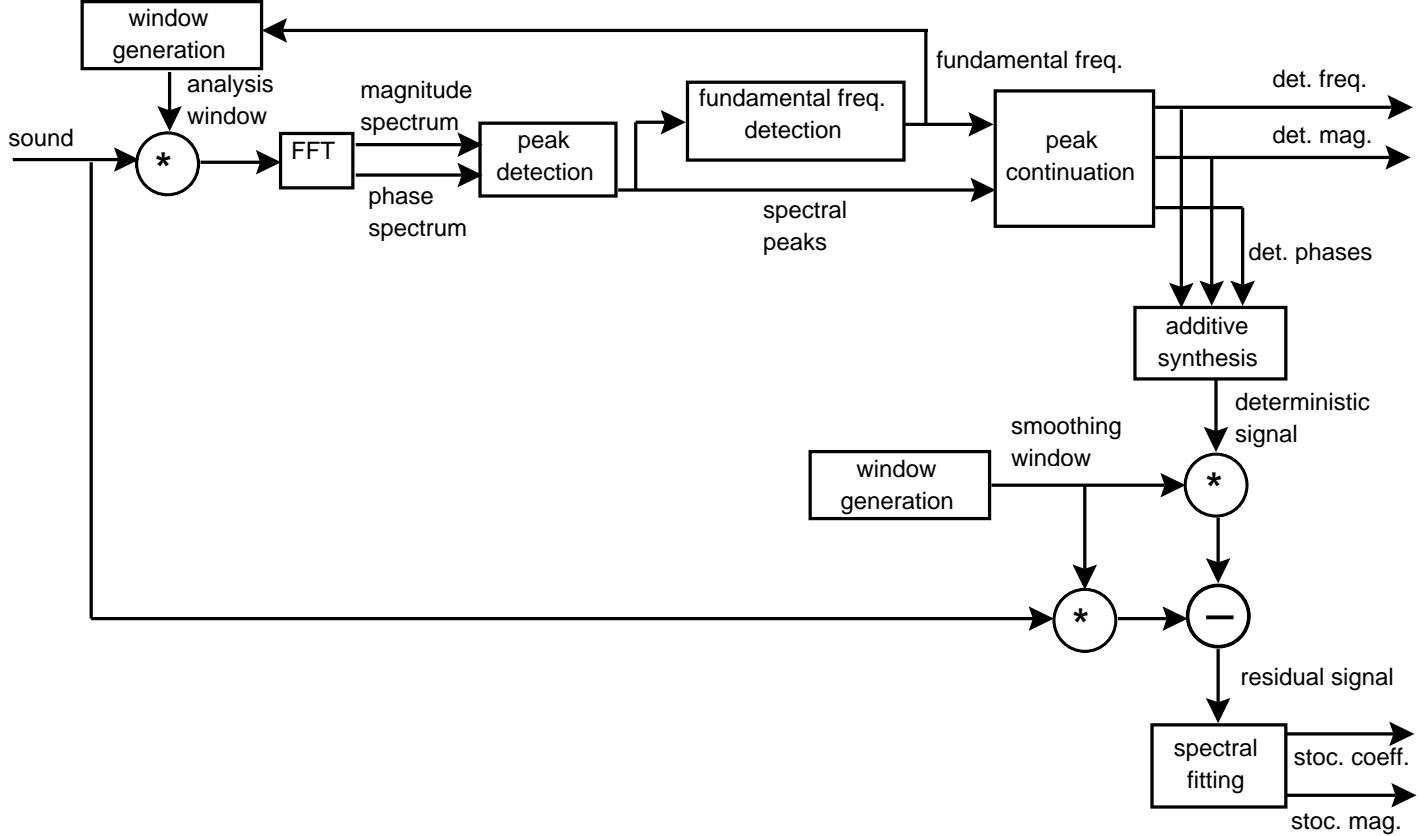 window
generation
analysis
window
sound
*
FFT
magnitude
spectrum
phase
spectrum
peak
detection
fundamental freq.
detection
fundamental freq.
spectral
peaks
peak
continuation
det. freq.
det. mag.
det. phases
additive
synthesis
deterministic
signal
smoothing
window
window
generation
*
*
—
residual signal
spectral
fitting
stoc. coeff.
stoc. mag.